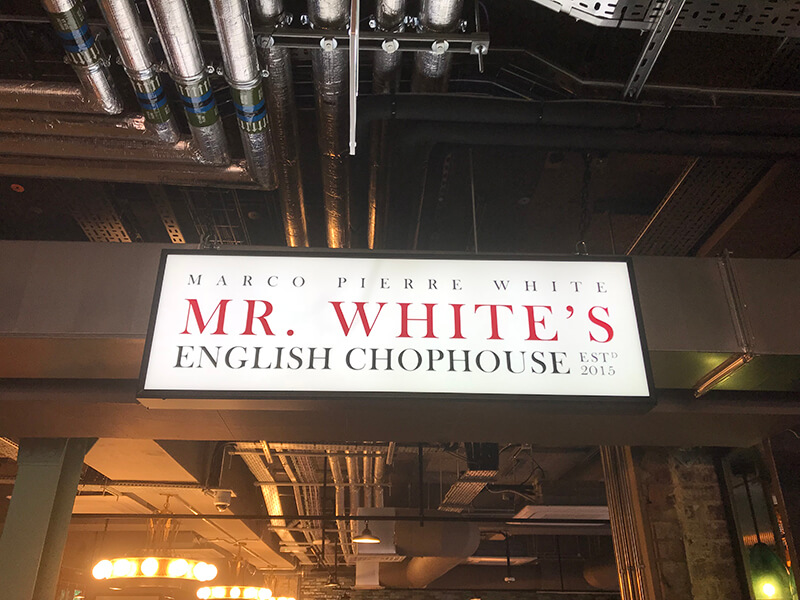 MARCO PIERRE WHITE
MR. WHITE'S
ENGLISH CHOPHOUSE ESTD 2015